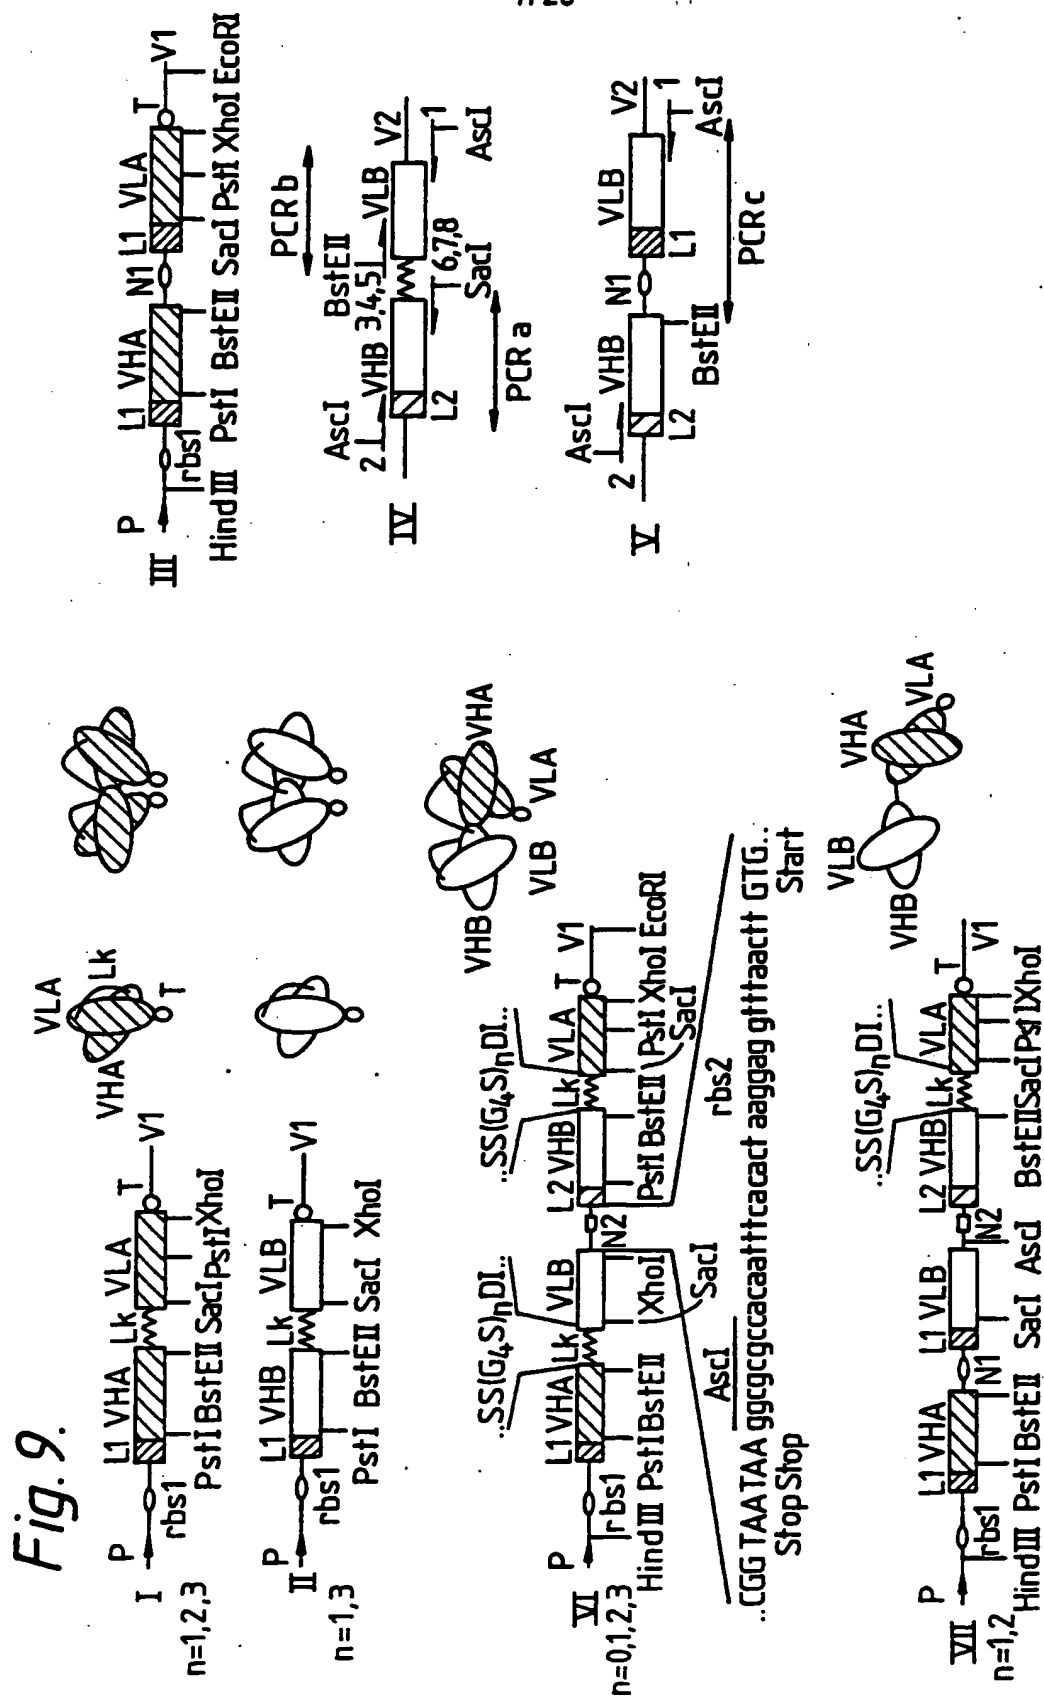 Fig. 9.
I
n=1,2,3
P
rbs1
L1 VHA Lk VLA T V1
PstI BstEII SacI PstI XhoI
VLA
Lk
VHA
T
II
n=1,3
P
rbs1
L1 VHB Lk VLB T V1
PstI BstEII SacI XhoI
III
P
rbs1
L1 VHA N1 L1 VLA T V1
HindIII PstI BstEII SacI PstI XhoI EcoRI
PCR b
IV
AscI
BstEII
2
VHB 3,4,5 VLB V2
L2
6,7,8
1
SacI
AscI
PCR a
V
AscI
2
VHB N1 VLB V2
L2
L1
1
BstEII
AscI
PCR c
VI
n=0,1,2,3
P
rbs1
..SS(G4S)nDI..
..SS(G4S)nDI..
L1 VHA Lk VLB L2 VHB Lk VLA T V1
N2
HindIII PstI BstEII XhoI PstI BstEII PstI XhoI EcoRI
SacI
SacI
AscI
rbs2
..CGG TAATAA ggcgcgccacaatttcacact aaggag gtttaactt GTG..
Stop Stop
Start
VHB
VLB
VHA
VLA
VII
n=1,2
P
rbs1
..SS(G4S)nDI..
L1 VHA N1 L1 VLB N2 L2 VHB Lk VLA T V1
HindIII PstI BstEII SacI AscI BstEII SacI PstI XhoI
VLB
VHB
VHA
VLA